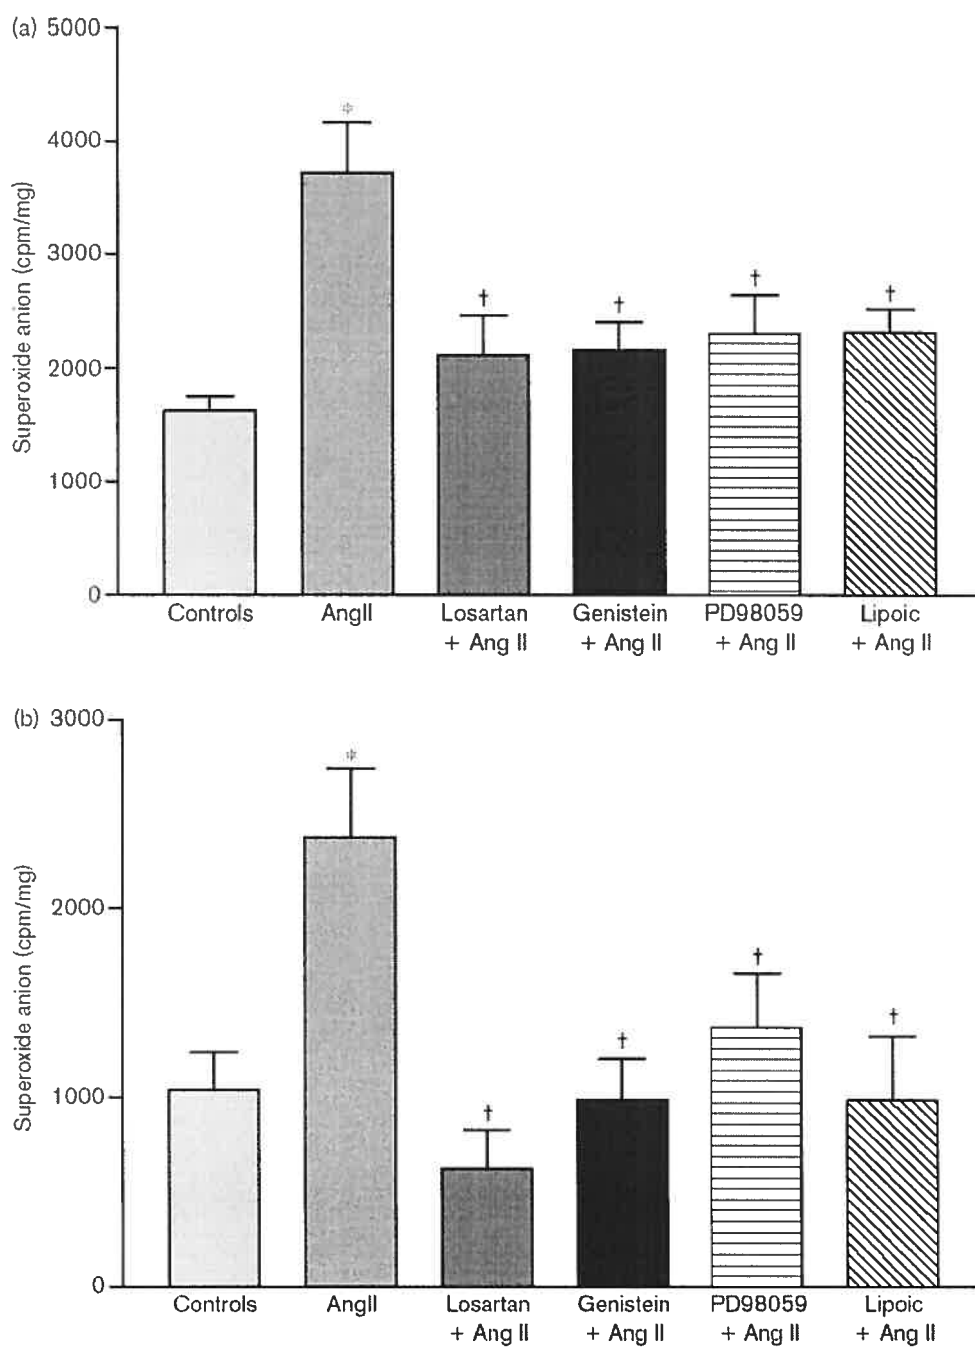 (a) 5000
4000
3000
2000
1000
0
Superoxide anion (cpm/mg)
*
†
†
†
†
Controls
AngII
Losartan
+ Ang II
Genistein
+ Ang II
PD98059
+ Ang II
Lipoic
+ Ang II
(b) 3000
2000
1000
0
Superoxide anion (cpm/mg)
*
†
†
†
†
Controls
AngII
Losartan
+ Ang II
Genistein
+ Ang II
PD98059
+ Ang II
Lipoic
+ Ang II